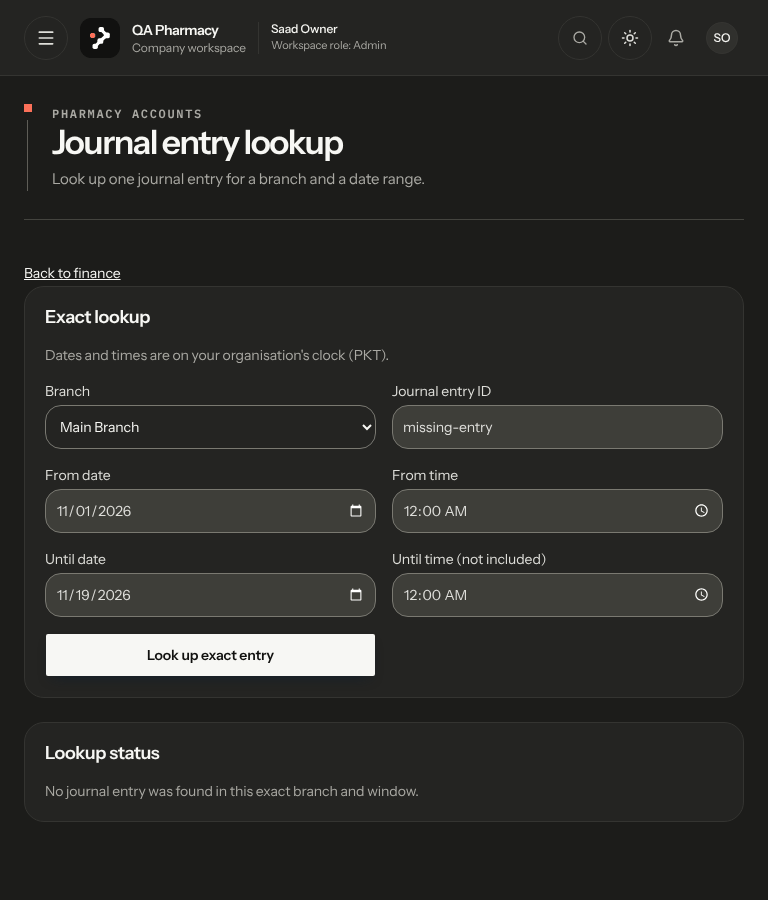 QA Pharmacy
Company workspace
Saad Owner
Workspace role: Admin
SO
PHARMACY ACCOUNTS
Journal entry lookup
Look up one journal entry for a branch and a date range.
Back to finance
Exact lookup
Dates and times are on your organisation's clock (PKT).
Branch
Journal entry ID
Main Branch
missing-entry
From date
From time
11/01/2026
12:00 AM
Until date
Until time (not included)
11/19/2026
12:00 AM
Look up exact entry
Lookup status
No journal entry was found in this exact branch and window.